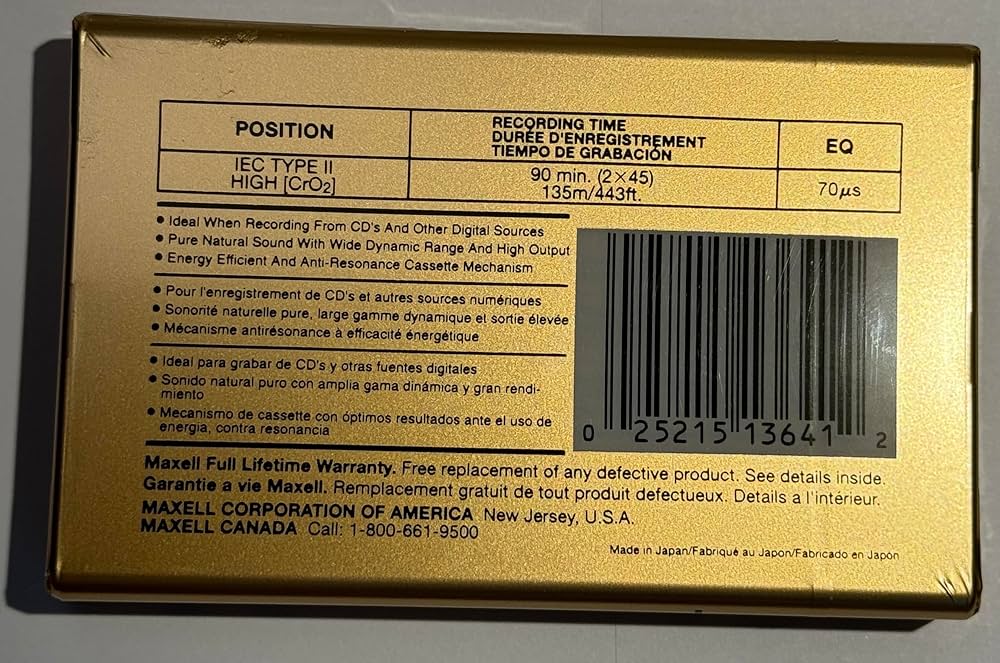 POSITION
RECORDING TIME
DURÉE D'ENREGISTREMENT
TIEMPO DE GRABACIÓN
EQ
IEC TYPE II
HIGH [CrO2]
90 min. (2×45)
135m/443ft.
70µs
• Ideal When Recording From CD's And Other Digital Sources
• Pure Natural Sound With Wide Dynamic Range And High Output
• Energy Efficient And Anti-Resonance Cassette Mechanism
• Pour l'enregistrement de CD's et autres sources numériques
• Sonorité naturelle pure, large gamme dynamique et sortie élevée
• Mécanisme antirésonance à efficacité énergétique
• Ideal para grabar de CD's y otras fuentes digitales
• Sonido natural puro con amplia gama dinámica y gran rendi-
miento
• Mecanismo de cassette con óptimos resultados ante el uso de
energía, contra resonancia
0 25215 13641 2
Maxell Full Lifetime Warranty. Free replacement of any defective product. See details inside.
Garantie a vie Maxell. Remplacement gratuit de tout produit defectueux. Details a l'intérieur.
MAXELL CORPORATION OF AMERICA New Jersey, U.S.A.
MAXELL CANADA Call: 1-800-661-9500
Made in Japan/Fabriqué au Japon/Fabricado en Japón